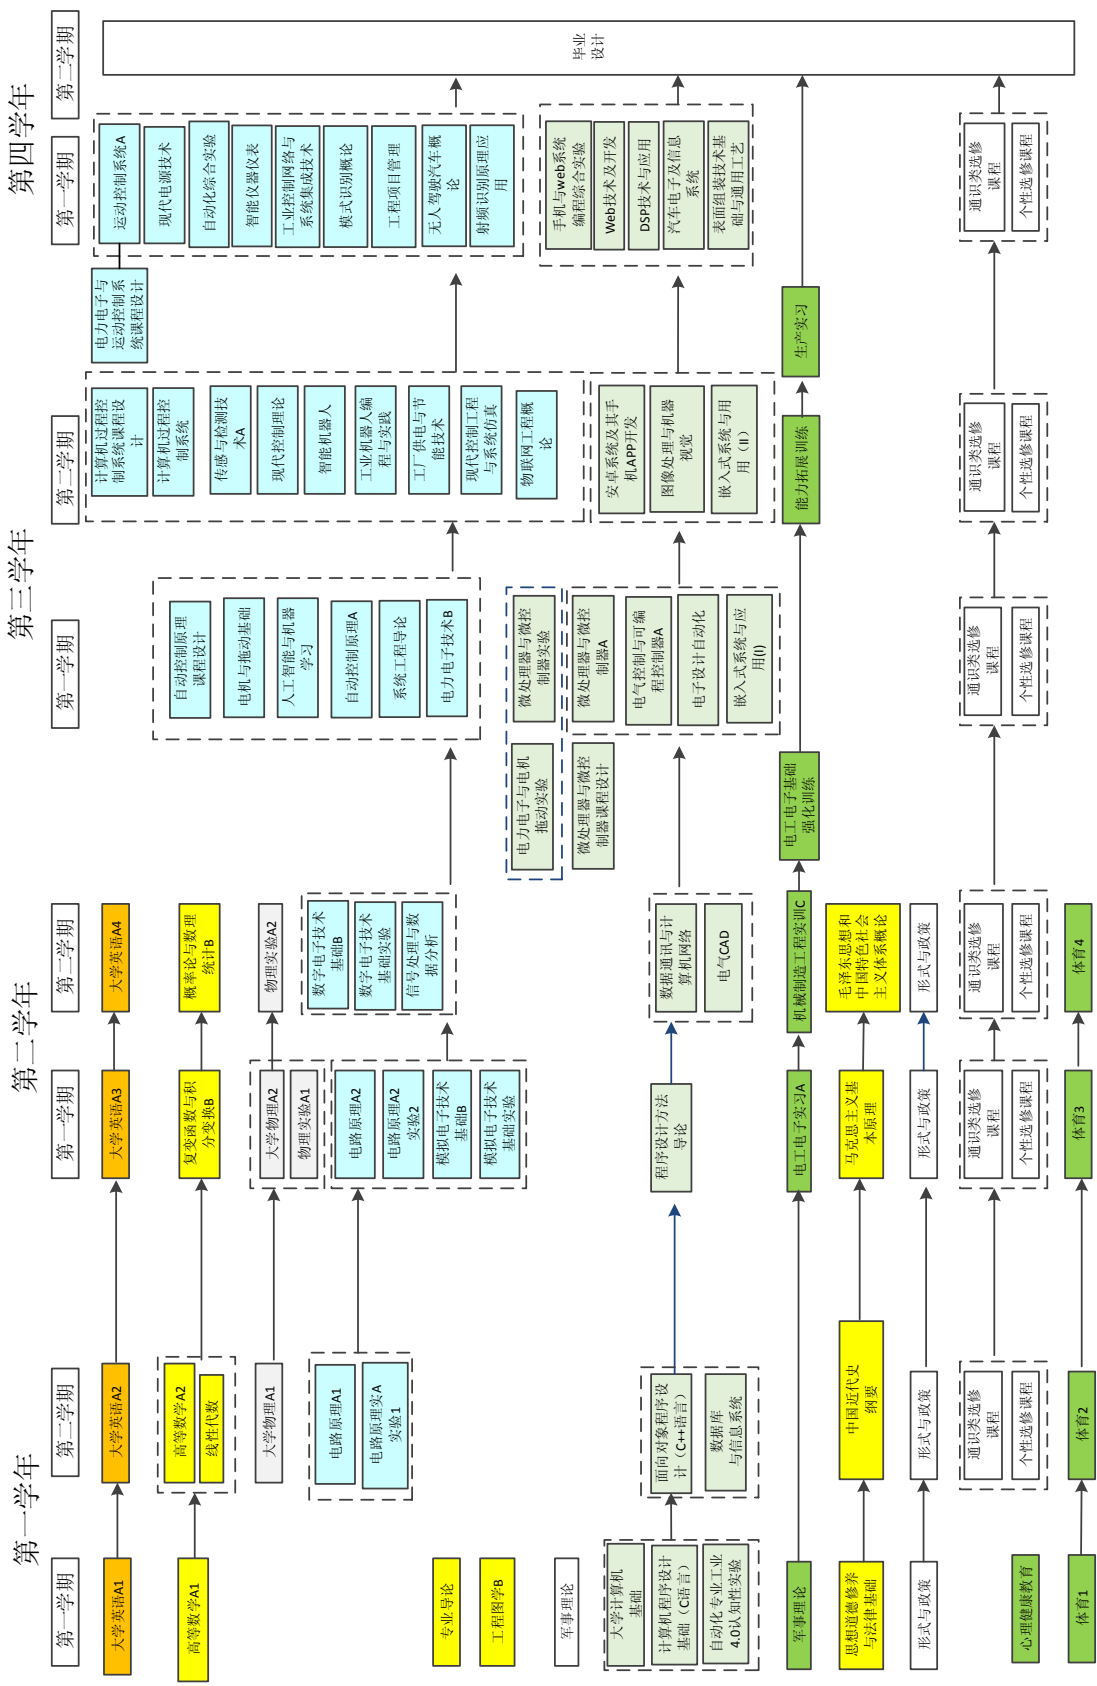 第一学年
第二学年
第三学年
第四学年
第一学期
第二学期
第一学期
第二学期
第一学期
第二学期
第一学期
第二学期
大学英语A1
大学英语A2
大学英语A3
大学英语A4
高等数学A1
高等数学A2
线性代数
复变函数与积
分变换B
概率论与数理
统计B
大学物理A1
大学物理A2
物理实验A1
物理实验A2
电路原理A1
电路原理实A
实验1
电路原理A2
电路原理A2
实验2
模拟电子技术
基础B
模拟电子技术
基础实验
数字电子技术
基础B
数字电子技术
基础实验
信号处理与数
据分析
自动控制原理
课程设计
电机与拖动基础
人工智能与机器
学习
自动控制原理A
系统工程导论
电力电子技术B
计算机过程控
制系统课程设
计
计算机过程控
制系统
传感与检测技
术A
现代控制理论
智能机器人
工业机器人编
程与实践
工厂供电与节
能技术
现代控制工程
与系统仿真
物联网工程概
论
电力电子与
运动控制系
统课程设计
运动控制系统A
现代电源技术
自动化综合实验
智能仪器仪表
工业控制网络与
系统集成技术
模式识别概论
工程项目管理
无人驾驶汽车概
论
射频识别原理应
用
毕业
设计
专业导论
工程图学B
军事理论
大学计算机
基础
计算机程序设计
基础（C语言）
自动化专业工业
4.0认知性实验
面向对象程序设
计（C++语言）
数据库
与信息系统
程序设计方法
导论
数据通讯与计
算机网络
电气CAD
电力电子与电机
拖动实验
微处理器与微控
制器实验
微处理器与微控
制器课程设计
微处理器与微控
制器A
电气控制与可编
程控制器A
电子设计自动化
嵌入式系统与应
用(I)
安卓系统及其手
机APP开发
图像处理与机器
视觉
嵌入式系统与用
用（II）
手机与web系统
编程综合实验
Web技术及开发
DSP技术与应用
汽车电子及信息
系统
表面组装技术基
础与通用工艺
军事理论
电工电子实习A
机械制造工程实训C
电工电子基础
强化训练
能力拓展训练
生产实习
思想道德修养
与法律基础
中国近代史
纲要
马克思主义基
本原理
毛泽东思想和
中国特色社会
主义体系概论
形式与政策
形式与政策
形式与政策
形式与政策
通识类选修
课程
个性选修课程
通识类选修
课程
个性选修课程
通识类选修
课程
个性选修课程
通识类选修
课程
个性选修课程
通识类选修
课程
个性选修课程
通识类选修
课程
个性选修课程
心理健康教育
体育1
体育2
体育3
体育4